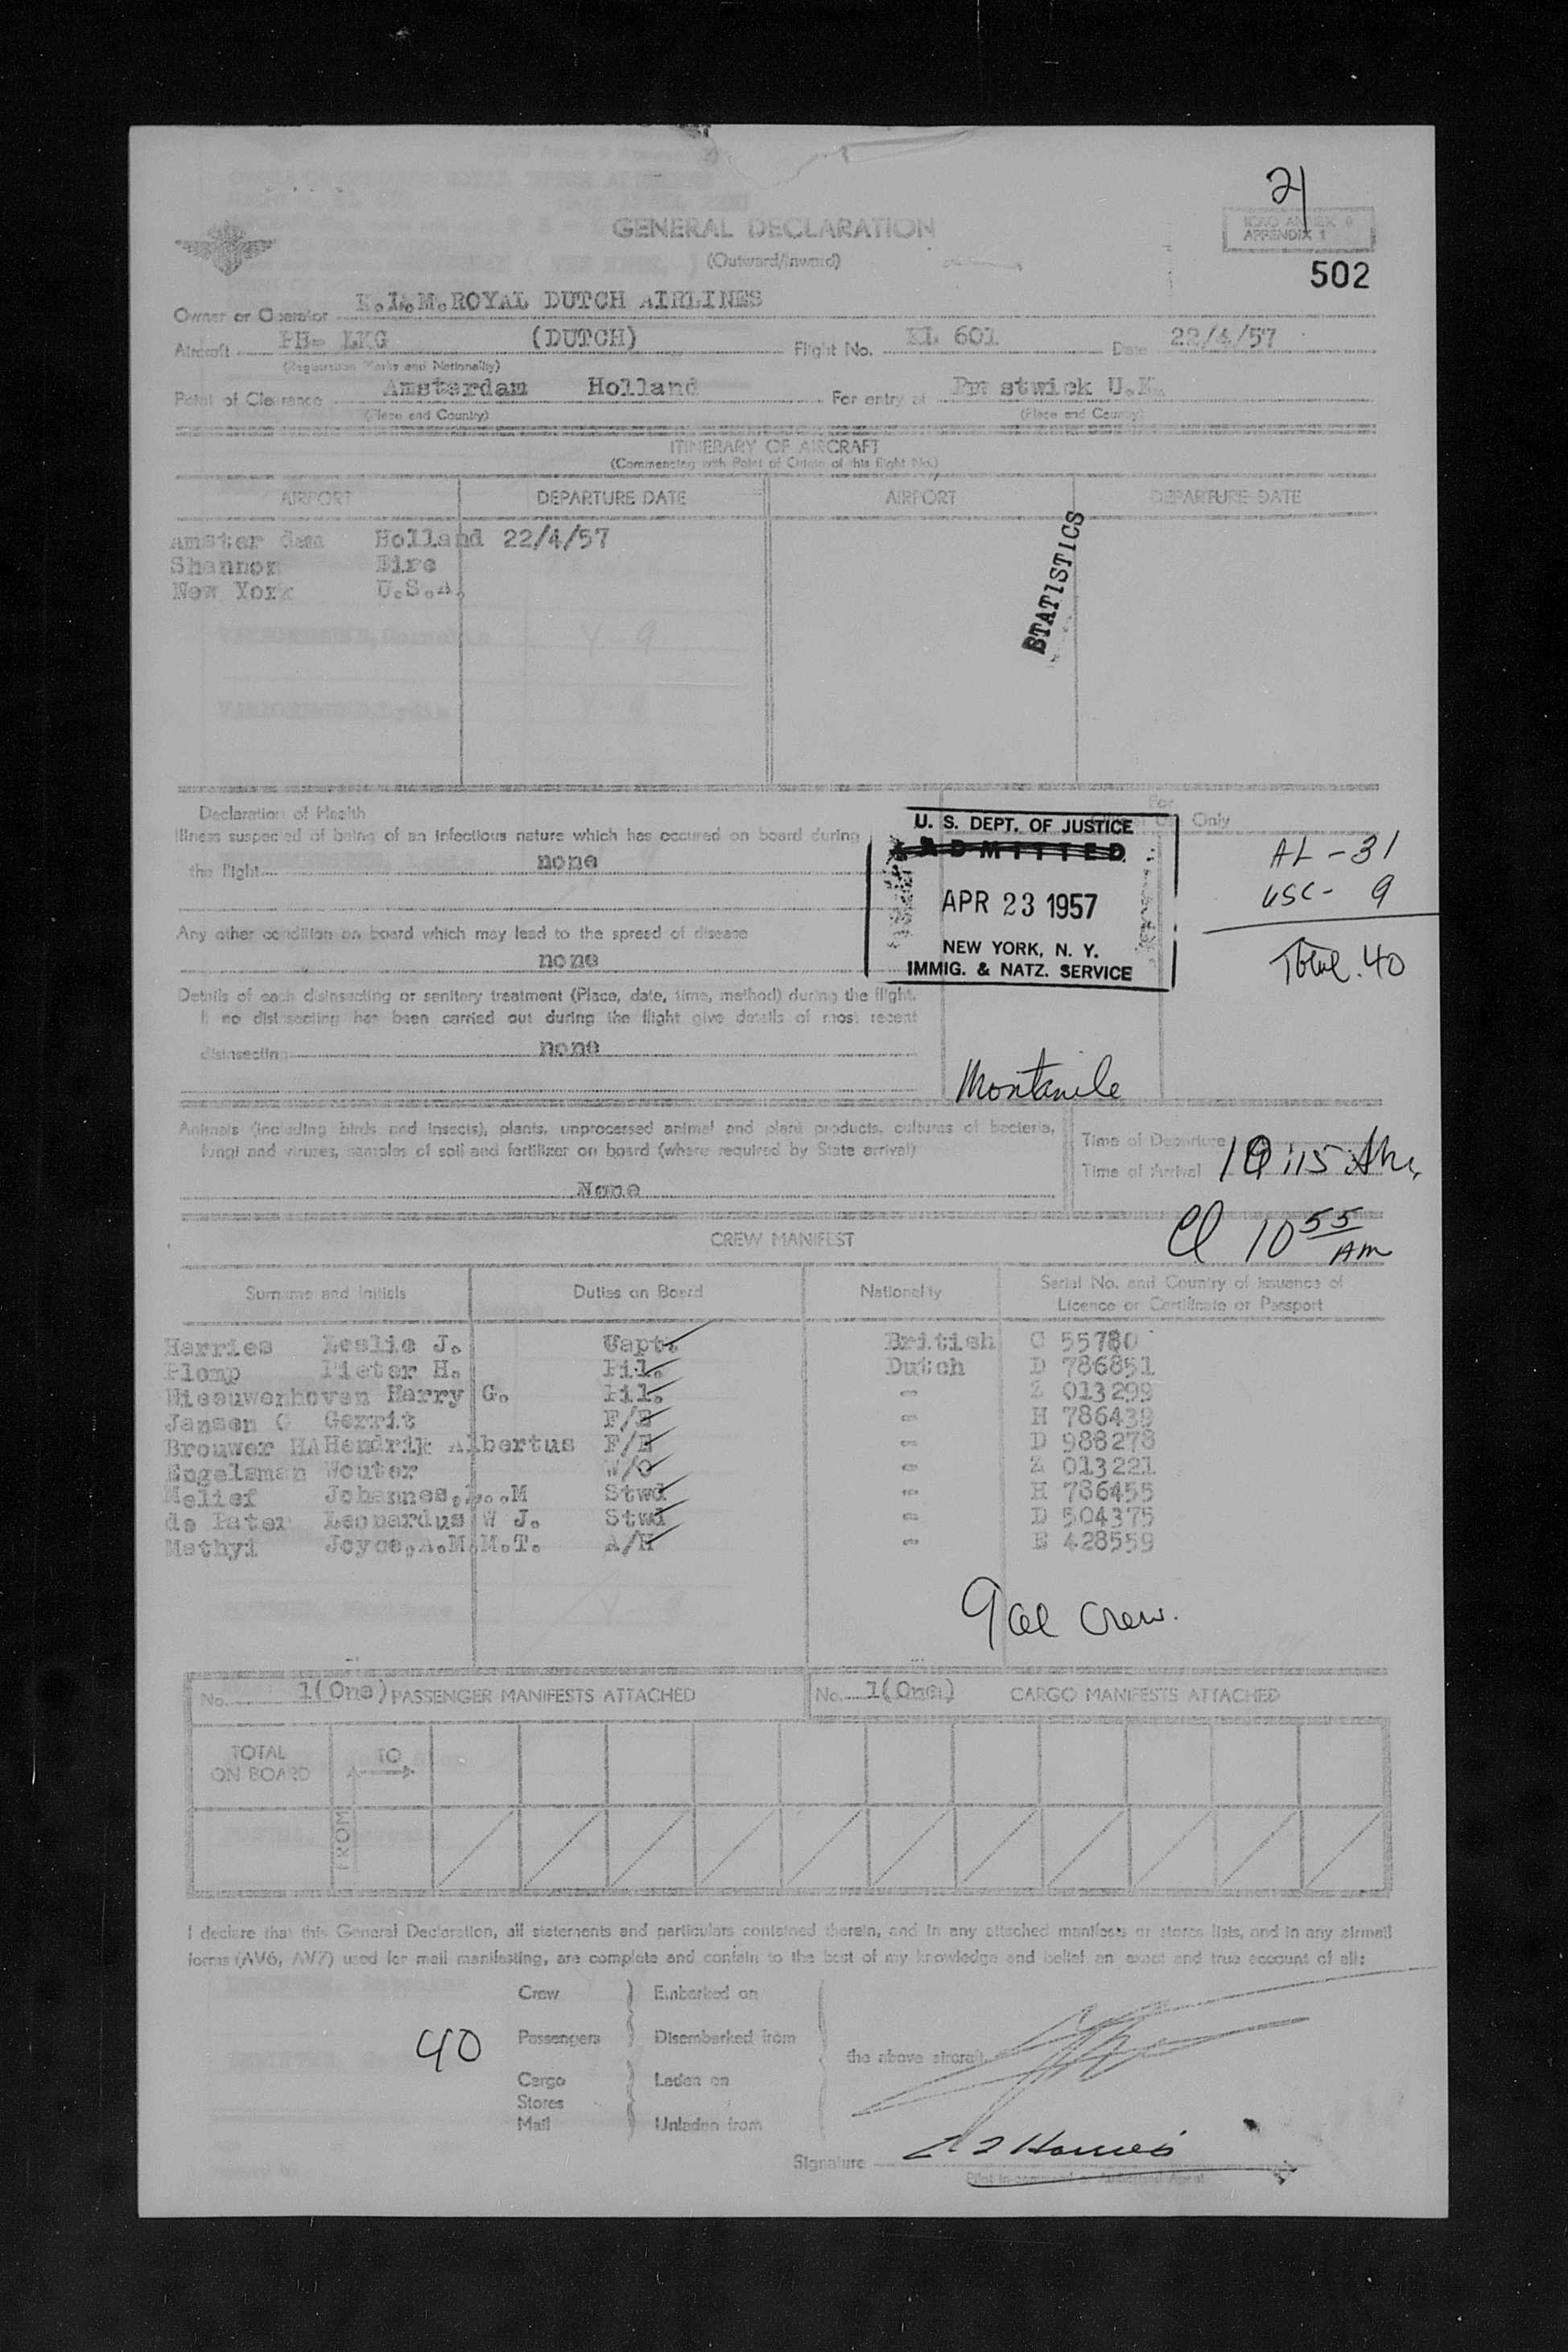 21
GENERAL DECLARATION
ICAO ANNEX 9
APPENDIX 1
(Outward/Inward)
502
Owner or Operator K.L.M. ROYAL DUTCH AIRLINES
Aircraft PH- LKG (DUTCH) Flight No. KL 601 Date 22/4/57
(Registration Marks and Nationality)
Point of Clearance Amsterdam Holland For entry at Pre stwick U.K.
(Place and Country) (Place and Country)
ITINERARY OF AIRCRAFT
(Commencing with Point of Origin of this flight No.)
AIRPORT DEPARTURE DATE AIRPORT DEPARTURE DATE
Amster dam Holland 22/4/57
Shannon Eire
New York U.S.A.
STATISTICS
Declaration of Health
For Official Use Only
Illness suspected of being of an infectious nature which has occured on board during
the flight none
U. S. DEPT. OF JUSTICE
ADMITTED
APR 23 1957
NEW YORK, N. Y.
IMMIG. & NATZ. SERVICE
AL - 31
USC - 9
Total. 40
Any other condition on board which may lead to the spread of disease
none
Details of each disinsecting or sanitary treatment (Place, date, time, method) during the flight.
If no disinsecting has been carried out during the flight give details of most recent
disinsecting none
Montanile
Animals (including birds and insects), plants, unprocessed animal and plant products, cultures of bacteria,
fungi and viruses, samples of soil and fertilizer on board (where required by State arrival)
None
Time of Departure
Time of Arrival 10:15 AM
Cl 10 55 AM
CREW MANIFEST
Surname and Initials Duties on Board Nationality Serial No. and Country of Issuance of
Licence or Certificate or Passport
Harries Leslie J. Capt. British C 55780
Plomp Pieter H. Pil. Dutch D 786851
Nieuwenhoven Harry G. Pil. " Z 013299
Jansen G Gerrit F/E " H 786439
Brouwer HA Hendrik Albertus F/E " D 988278
Engelsman Wouter W/O " Z 013221
Melief Johannes, .M Stwd " H 786455
de Pater Leonardus W J. Stwd " D 504375
Mathyi Joyce, A.M.M.T. A/H " E 428559
9 al Crew.
No. 1(One) PASSENGER MANIFESTS ATTACHED No. 1(One) CARGO MANIFESTS ATTACHED
TOTAL
ON BOARD
TO
FROM
I declare that this General Declaration, all statements and particulars contained therein, and in any attached manifests or stores lists, and in any airmail
forms (AV6, AV7) used for mail manifesting, are complete and contain to the best of my knowledge and belief an exact and true account of all:
Crew Embarked on
40 Passengers Disembarked from
the above aircraft
Cargo Laden on
Stores
Mail Unladen from
Signature L J Harries
Pilot in command or Authorised Agent